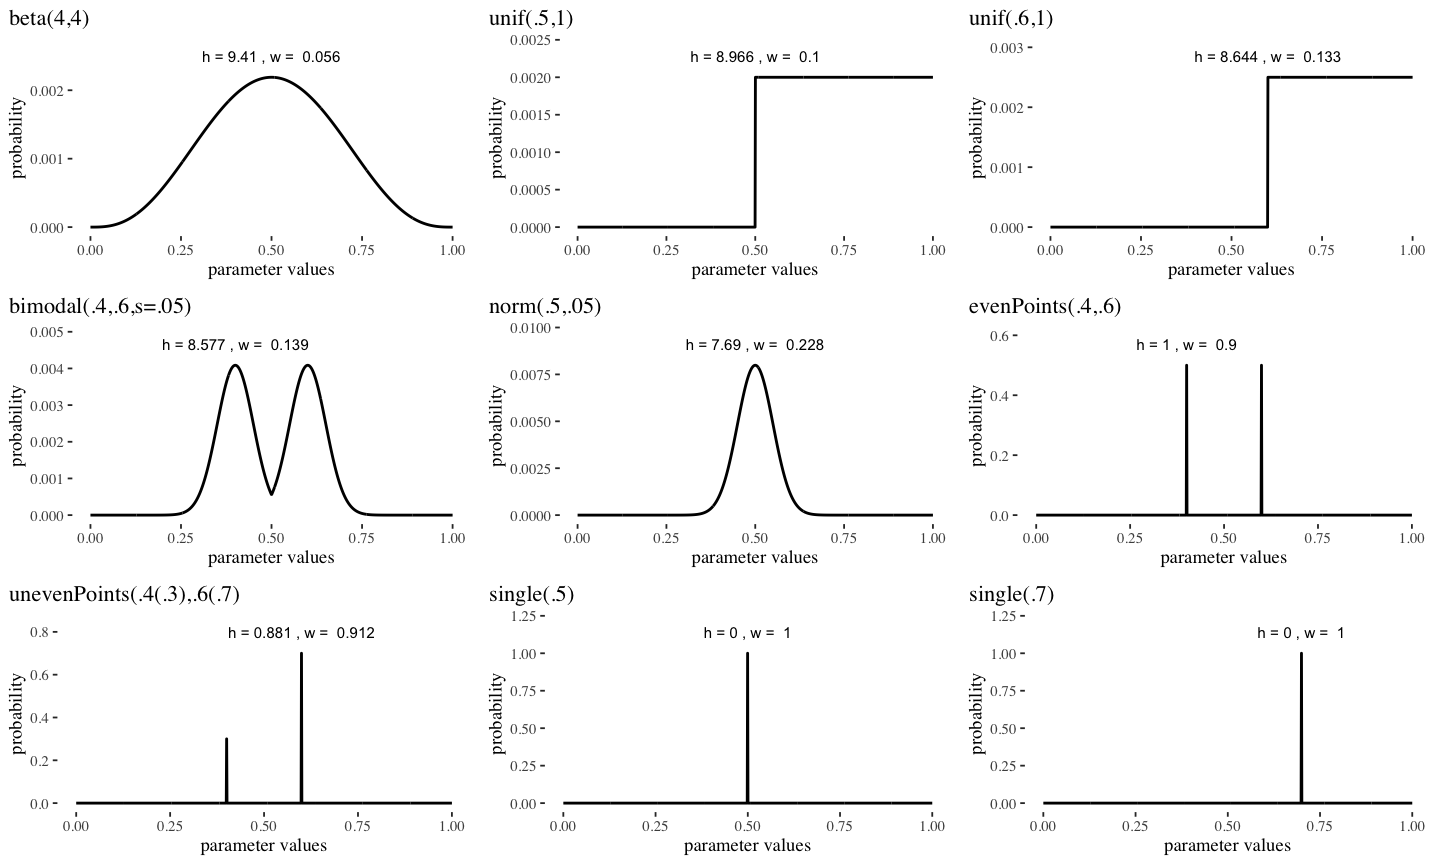 beta(4,4)
h = 9.41 , w =  0.056
probability
0.002
0.001
0.000
0.00 0.25 0.50 0.75 1.00
parameter values
unif(.5,1)
h = 8.966 , w =  0.1
probability
0.0025
0.0020
0.0015
0.0010
0.0005
0.0000
0.00 0.25 0.50 0.75 1.00
parameter values
unif(.6,1)
h = 8.644 , w =  0.133
probability
0.003
0.002
0.001
0.000
0.00 0.25 0.50 0.75 1.00
parameter values
bimodal(.4,.6,s=.05)
h = 8.577 , w =  0.139
probability
0.005
0.004
0.003
0.002
0.001
0.000
0.00 0.25 0.50 0.75 1.00
parameter values
norm(.5,.05)
h = 7.69 , w =  0.228
probability
0.0100
0.0075
0.0050
0.0025
0.0000
0.00 0.25 0.50 0.75 1.00
parameter values
evenPoints(.4,.6)
h = 1 , w =  0.9
probability
0.6
0.4
0.2
0.0
0.00 0.25 0.50 0.75 1.00
parameter values
unevenPoints(.4(.3),.6(.7)
h = 0.881 , w =  0.912
probability
0.8
0.6
0.4
0.2
0.0
0.00 0.25 0.50 0.75 1.00
parameter values
single(.5)
h = 0 , w =  1
probability
1.25
1.00
0.75
0.50
0.25
0.00
0.00 0.25 0.50 0.75 1.00
parameter values
single(.7)
h = 0 , w =  1
probability
1.25
1.00
0.75
0.50
0.25
0.00
0.00 0.25 0.50 0.75 1.00
parameter values